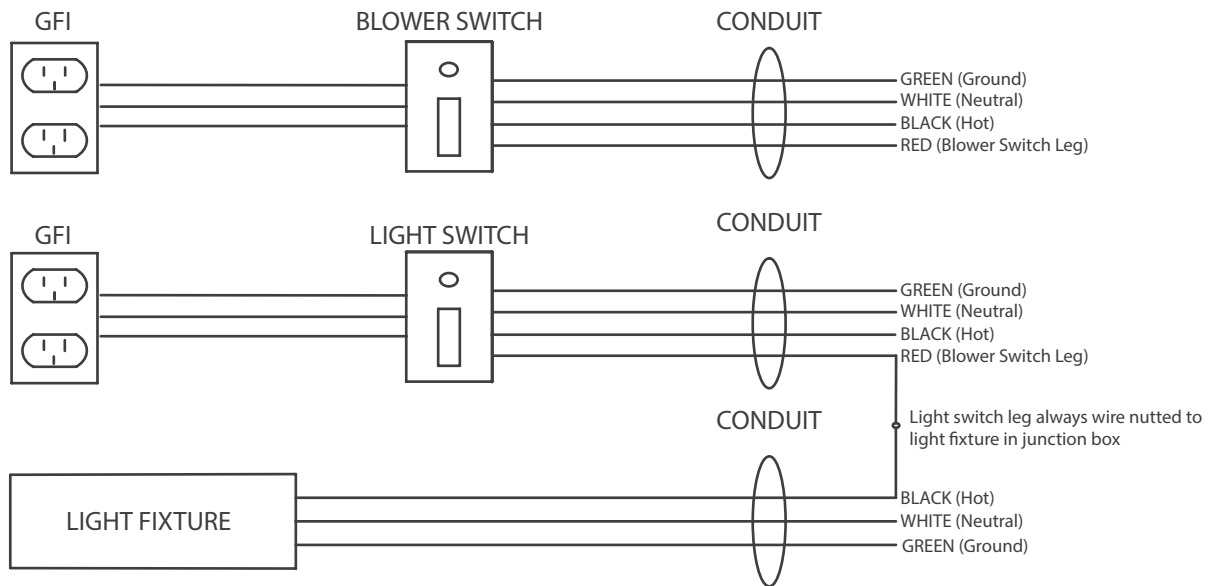 GFI
BLOWER SWITCH
CONDUIT
GREEN (Ground)
WHITE (Neutral)
BLACK (Hot)
RED (Blower Switch Leg)
GFI
LIGHT SWITCH
CONDUIT
GREEN (Ground)
WHITE (Neutral)
BLACK (Hot)
RED (Blower Switch Leg)
CONDUIT
Light switch leg always wire nutted to
light fixture in junction box
LIGHT FIXTURE
BLACK (Hot)
WHITE (Neutral)
GREEN (Ground)